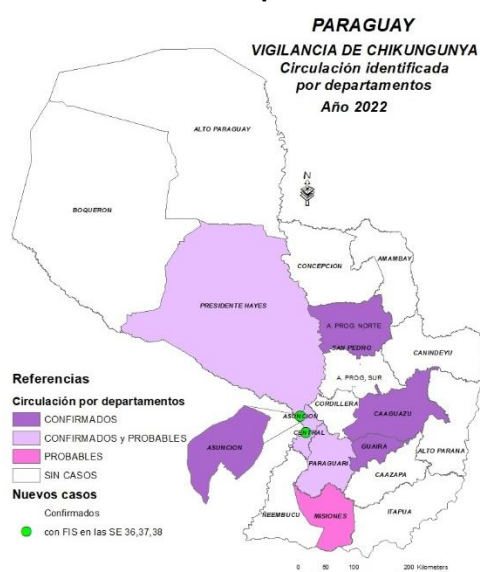 PARAGUAY
VIGILANCIA DE CHIKUNGUNYA
Circulación identificada
por departamentos
Año 2022
ALTO PARAGUAY
N
BOQUERON
CONCEPCION
AMAMBAY
PRESIDENTE HAYES
A. PROG. NORTE
SAN PEDRO
CANINDEYU
A. PROG, SUR
CORDILLERA
ASUNCION
CAAGUAZU
CENTRAL
ASUNCION
GUAIRA
ALTO PARANA
PARAGUARI
CAAZAPA
ÑEEMBUCU
MISIONES
ITAPUA
Referencias
Circulación por departamentos
CONFIRMADOS
CONFIRMADOS y PROBABLES
PROBABLES
SIN CASOS
Nuevos casos
Confirmados
con FIS en las SE 36,37,38
0 50 100 200 Kilometers